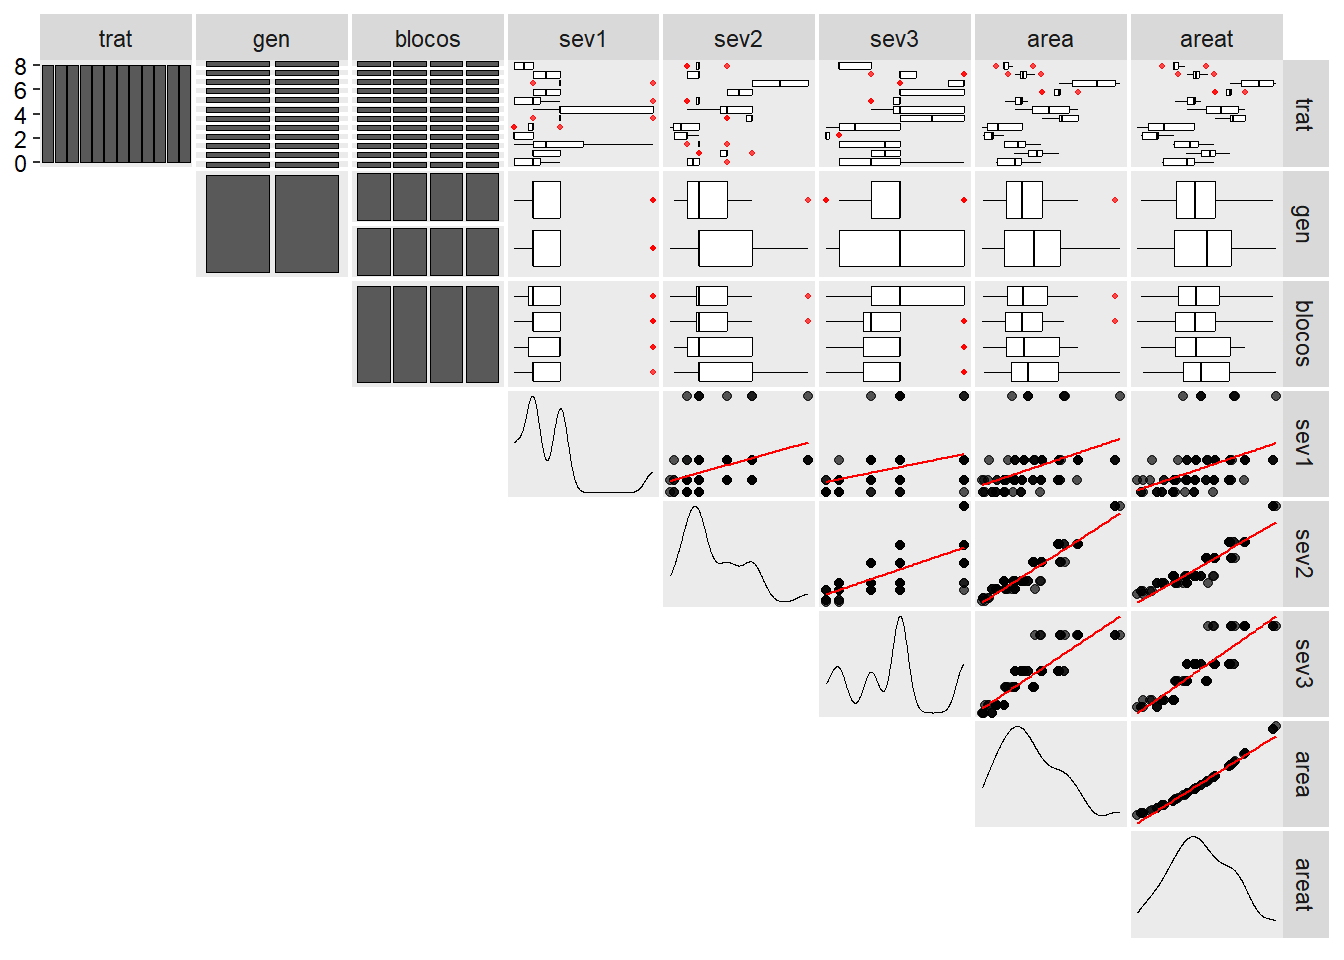 trat gen blocos sev1 sev2 sev3 area areat
8
6
4
2
0
trat
gen
blocos
sev1
sev2
sev3
area
areat